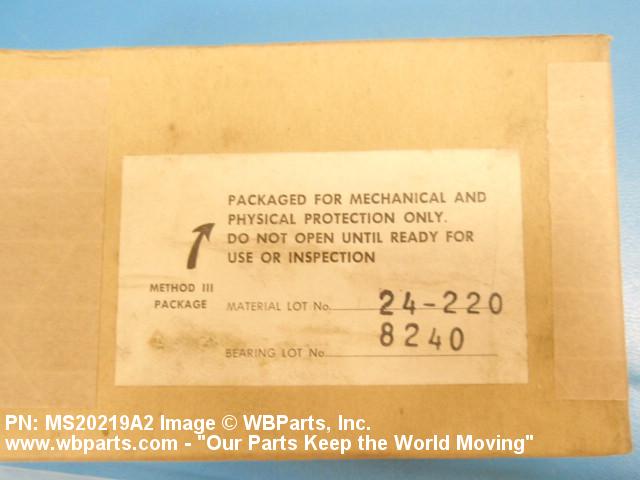 PACKAGED FOR MECHANICAL AND
PHYSICAL PROTECTION ONLY.
DO NOT OPEN UNTIL READY FOR
USE OR INSPECTION
METHOD III
PACKAGE
MATERIAL LOT No. 24-220
8240
BEARING LOT No
PN: MS20219A2 Image © WBParts, Inc.
www.wbparts.com - "Our Parts Keep the World Moving"